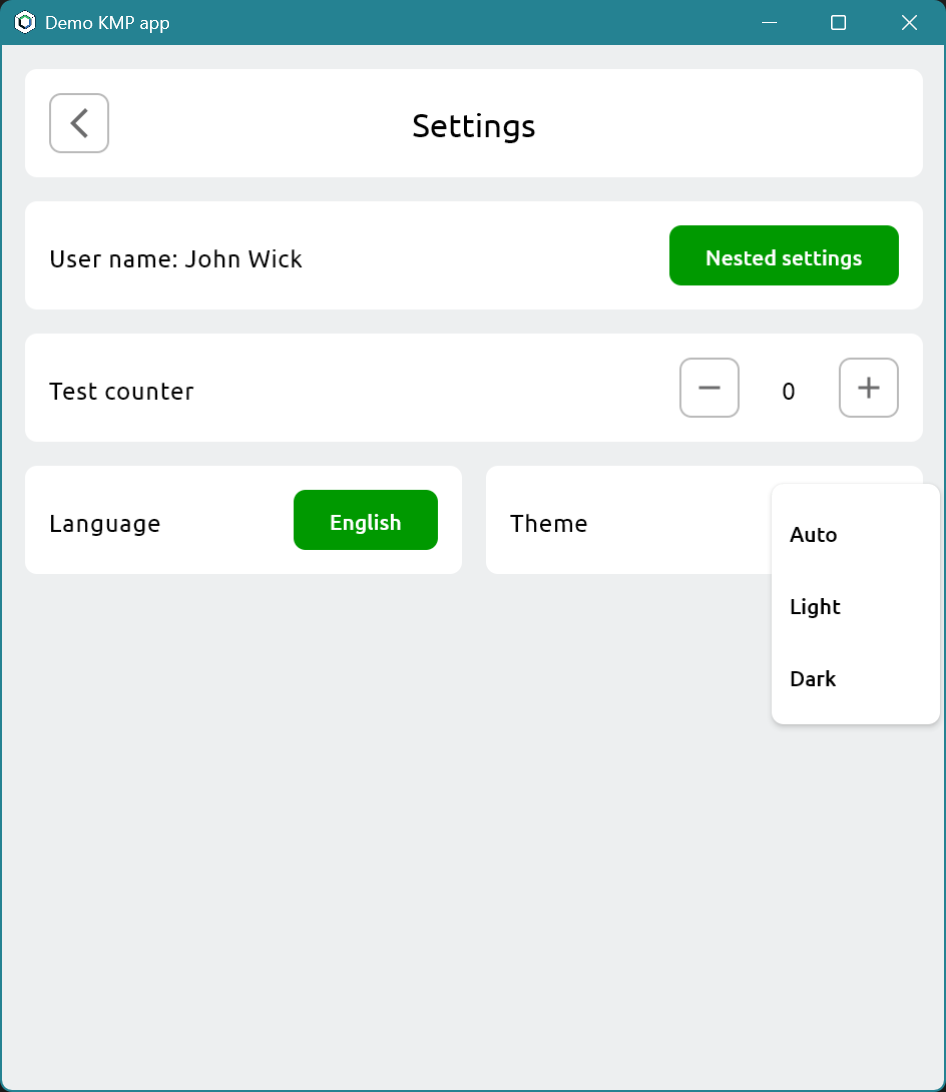 Demo KMP app
Settings
User name: John Wick
Nested settings
Test counter
0
Language
English
Theme
Auto
Light
Dark